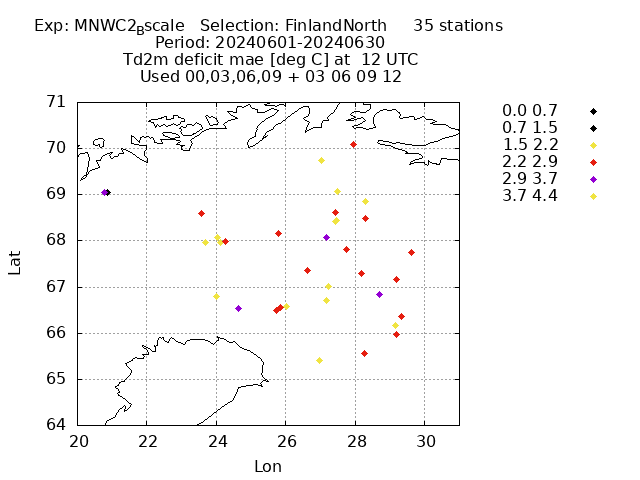 Exp: MNWC2Bscale   Selection: FinlandNorth     35 stations
Period: 20240601-20240630
Td2m deficit mae [deg C] at  12 UTC
Used 00,03,06,09 + 03 06 09 12
0.0 0.7
0.7 1.5
1.5 2.2
2.2 2.9
2.9 3.7
3.7 4.4
71
70
69
68
67
66
65
64
Lat
20 22 24 26 28 30
Lon